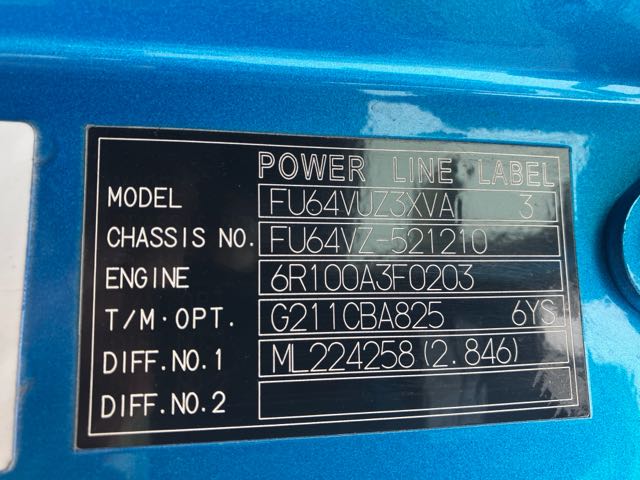 POWER LINE LABEL
MODEL FU64VUZ3XVA 3
CHASSIS NO. FU64VZ-521210
ENGINE 6R100A3F0203
T/M·OPT. G211CBA825 6YS
DIFF.NO.1 ML224258(2.846)
DIFF.NO.2